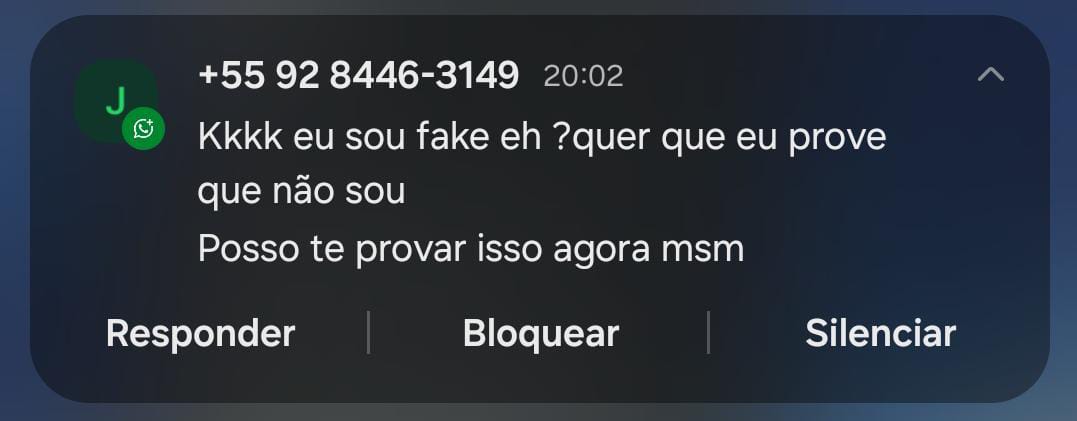 J
+55 92 8446-3149 20:02
Kkkk eu sou fake eh ?quer que eu prove
que não sou
Posso te provar isso agora msm
Responder | Bloquear | Silenciar